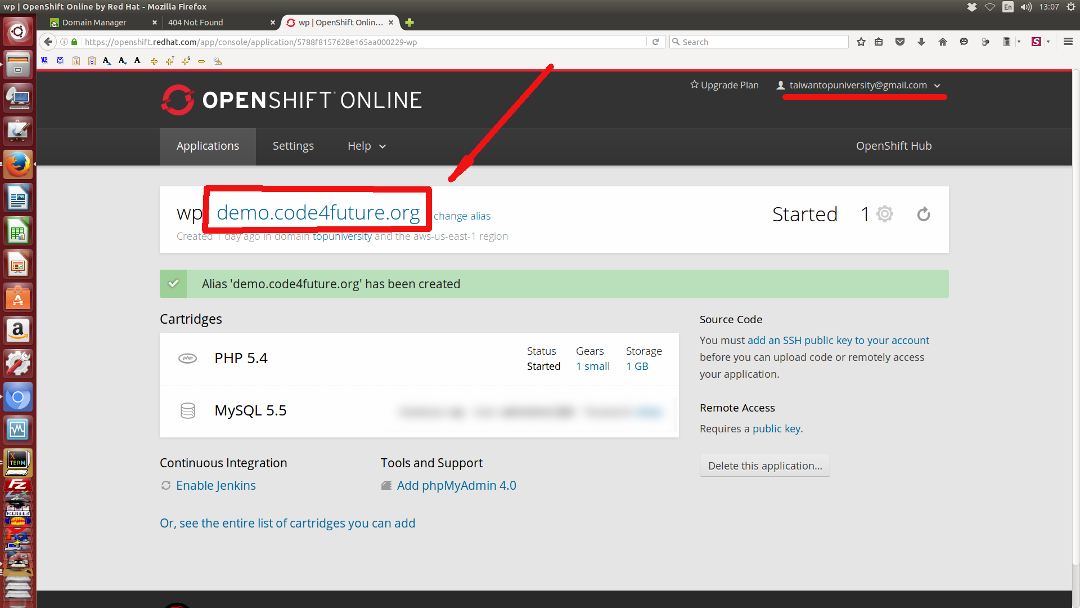 wp | OpenShift Online by Red Hat - Mozilla Firefox
En
13:07
Domain Manager
404 Not Found
wp | OpenShift Onlin...
https://openshift.redhat.com/app/console/application/5788f8157628e165aa000229-wp
Search
OPENSHIFT ONLINE
Upgrade Plan
taiwantopuniversity@gmail.com
Applications
Settings
Help
OpenShift Hub
wp demo.code4future.org change alias
Started 1
Created 1 day ago in domain topuniversity and the aws-us-east-1 region
Alias 'demo.code4future.org' has been created
Cartridges
PHP 5.4
Status Gears Storage
Started 1 small 1 GB
MySQL 5.5
Source Code
You must add an SSH public key to your account
before you can upload code or remotely access
your application.
Remote Access
Requires a public key.
Delete this application...
Continuous Integration
Enable Jenkins
Tools and Support
Add phpMyAdmin 4.0
Or, see the entire list of cartridges you can add